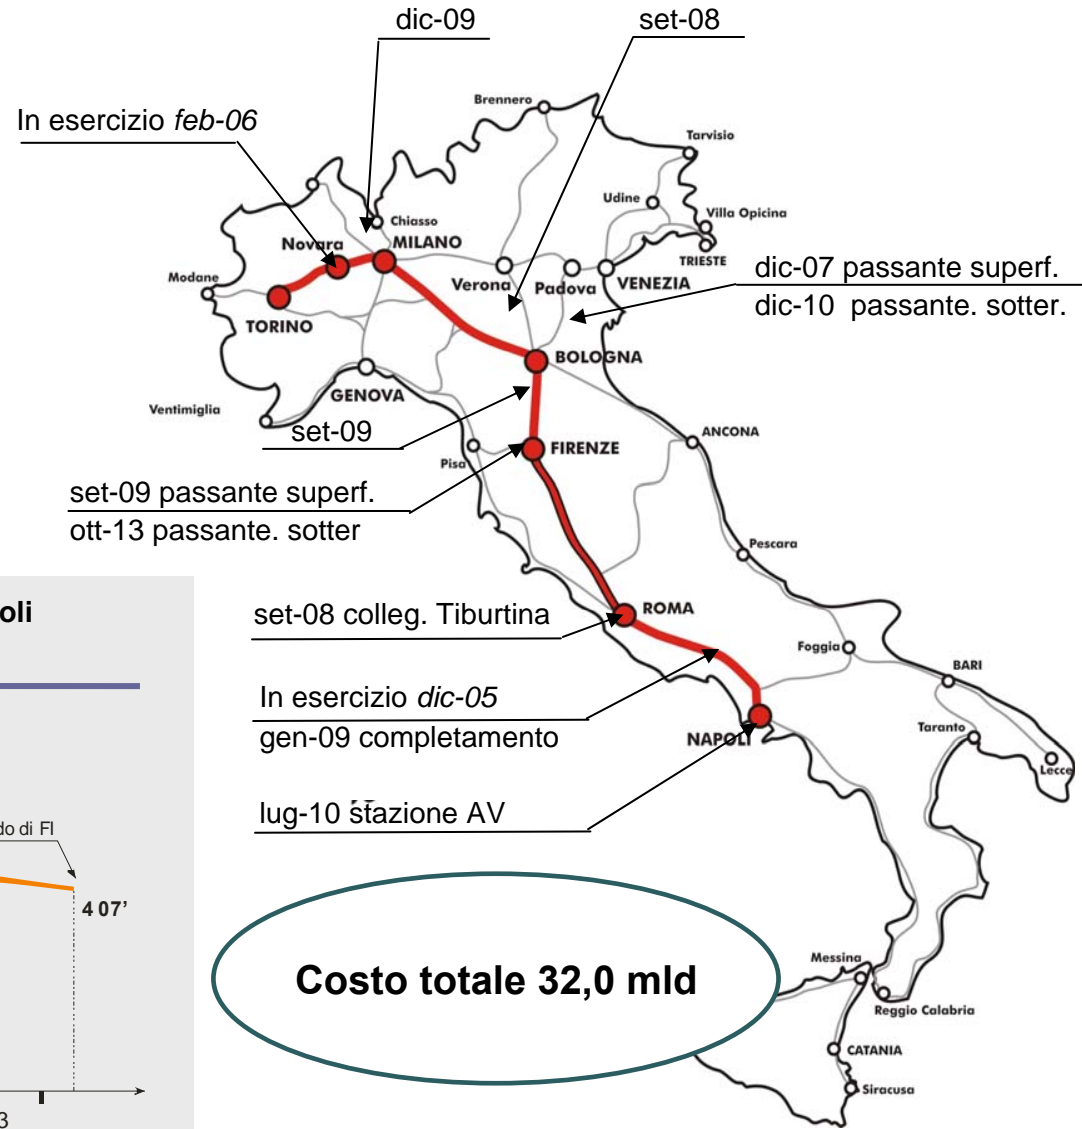 dic-09
set-08
In esercizio feb-06
Brennero
Tarvisio
Udine
Villa Opicina
TRIESTE
Chiasso
Novara
MILANO
Modane
Verona
Padova
VENEZIA
TORINO
dic-07 passante superf.
dic-10 passante. sotter.
BOLOGNA
GENOVA
Ventimiglia
set-09
FIRENZE
ANCONA
Pisa
set-09 passante superf.
ott-13 passante. sotter
Pescara
oli
set-08 colleg. Tiburtina
ROMA
Foggia
BARI
In esercizio dic-05
gen-09 completamento
NAPOLI
Taranto
Lecce
lug-10 stazione AV
do di FI
4 07’
Costo totale 32,0 mld
Messina
Reggio Calabria
CATANIA
Siracusa
3